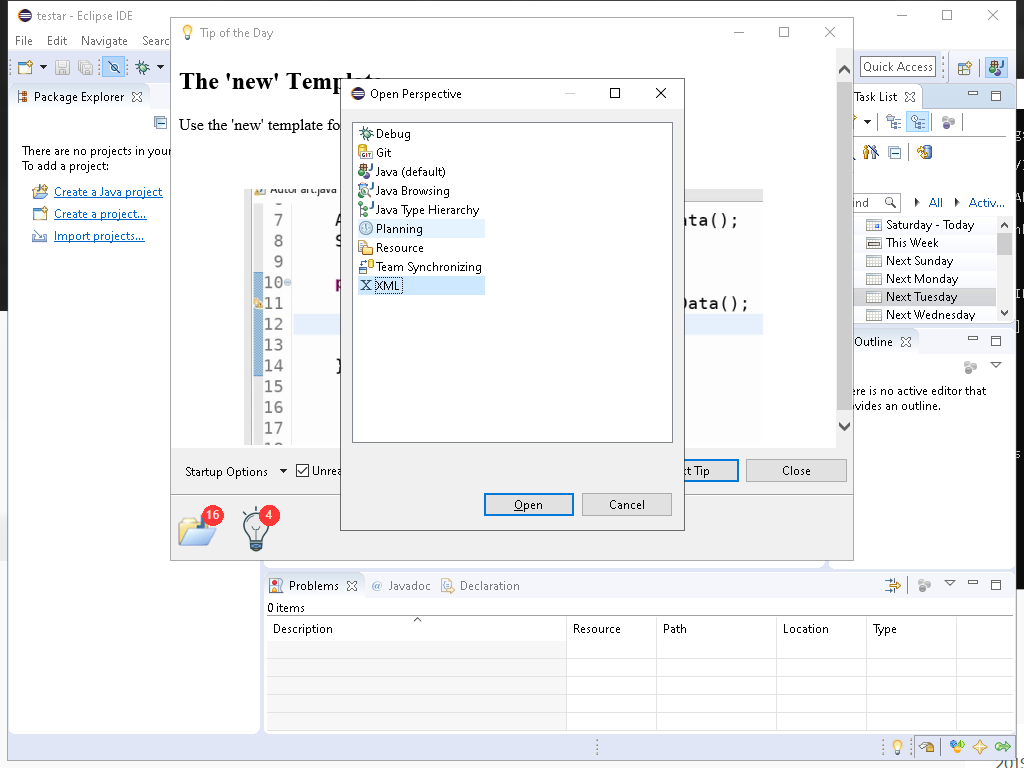 testar - Eclipse IDE
File Edit Navigate Searc
Tip of the Day
Quick Access
Package Explorer
There are no projects in your
To add a project:
Create a Java project
Create a project...
Import projects...
The 'new' Template
Use the 'new' template fo
7
8
9
10
11
12
13
14
15
16
17
ata();
Data();
Startup Options
Unrea
t Tip
Close
16
4
Open Perspective
Debug
Git
Java (default)
Java Browsing
Java Type Hierarchy
Planning
Resource
Team Synchronizing
XML
Open
Cancel
Task List
ind
All
Activ...
Saturday - Today
This Week
Next Sunday
Next Monday
Next Tuesday
Next Wednesday
Outline
ere is no active editor that
ovides an outline.
Problems
Javadoc
Declaration
0 items
Description Resource Path Location Type